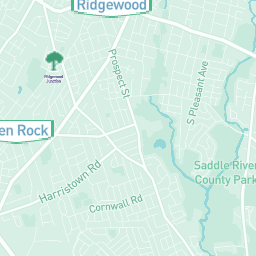 Ridgewood
Prospect St
S Pleasant Ave
Ridgewood
Junction
en Rock
Saddle River
County Park
Harristown Rd
Cornwall Rd